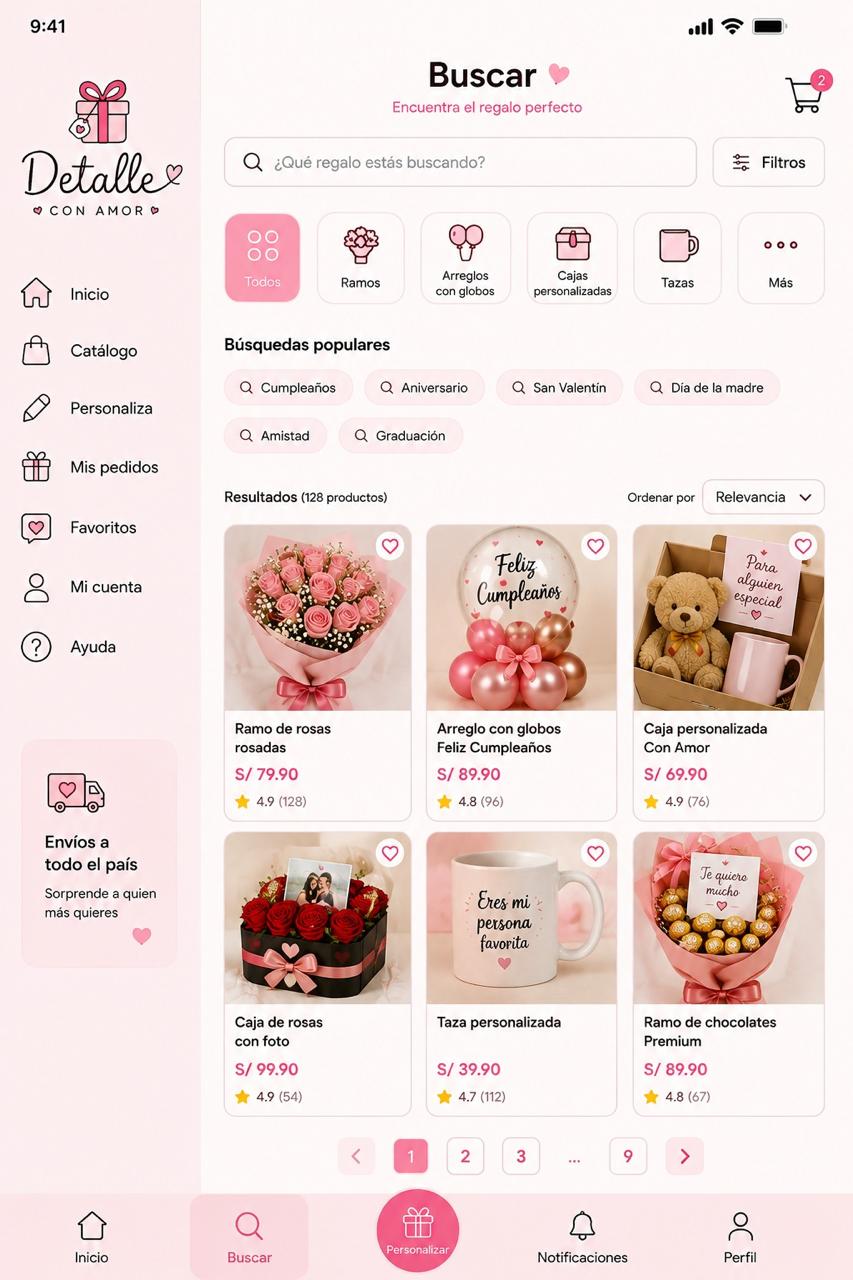 9:41
Detalle
CON AMOR
Inicio
Catálogo
Personaliza
Mis pedidos
Favoritos
Mi cuenta
?
Ayuda
Envíos a
todo el país
Sorprende a quien
más quieres
Buscar
Encuentra el regalo perfecto
2
¿Qué regalo estás buscando?
Filtros
Todos
Ramos
Arreglos
con globos
Cajas
personalizadas
Tazas
Más
Búsquedas populares
Cumpleaños
Aniversario
San Valentín
Día de la madre
Amistad
Graduación
Resultados (128 productos)
Ordenar por
Relevancia
Ramo de rosas
rosadas
S/ 79.90
4.9 (128)
Feliz
Cumpleaños
Arreglo con globos
Feliz Cumpleaños
S/ 89.90
4.8 (96)
Para
alguien
especial
Caja personalizada
Con Amor
S/ 69.90
4.9 (76)
Caja de rosas
con foto
S/ 99.90
4.9 (54)
Eres mi
persona
favorita
Taza personalizada
S/ 39.90
4.7 (112)
Te quiero
mucho
Ramo de chocolates
Premium
S/ 89.90
4.8 (67)
1 2 3 ... 9
Inicio
Buscar
Personalizar
Notificaciones
Perfil